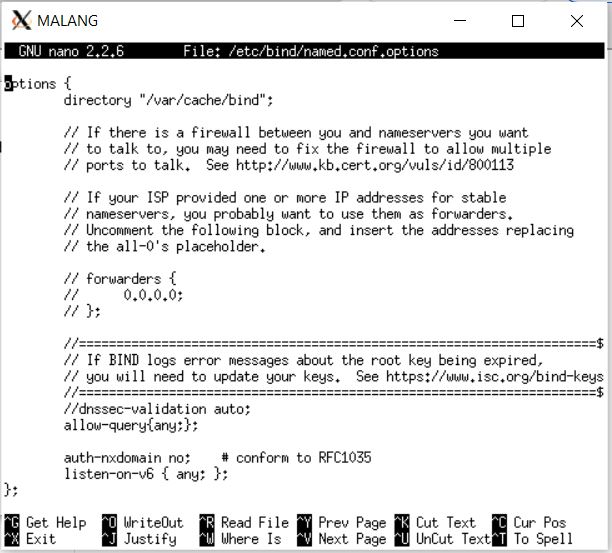 MALANG
GNU nano 2.2.6 File: /etc/bind/named.conf.options
options {
directory "/var/cache/bind";
// If there is a firewall between you and nameservers you want
// to talk to, you may need to fix the firewall to allow multiple
// ports to talk. See http://www.kb.cert.org/vuls/id/800113
// If your ISP provided one or more IP addresses for stable
// nameservers, you probably want to use them as forwarders.
// Uncomment the following block, and insert the addresses replacing
// the all-0's placeholder.
// forwarders {
// 0.0.0.0;
// };
//=====================================================================$
// If BIND logs error messages about the root key being expired,
// you will need to update your keys. See https://www.isc.org/bind-keys
//=====================================================================$
//dnssec-validation auto;
allow-query{any;};
auth-nxdomain no; # conform to RFC1035
listen-on-v6 { any; };
};
^G Get Help ^O WriteOut ^R Read File ^Y Prev Page ^K Cut Text ^C Cur Pos
^X Exit ^J Justify ^W Where Is ^V Next Page ^U UnCut Text ^T To Spell